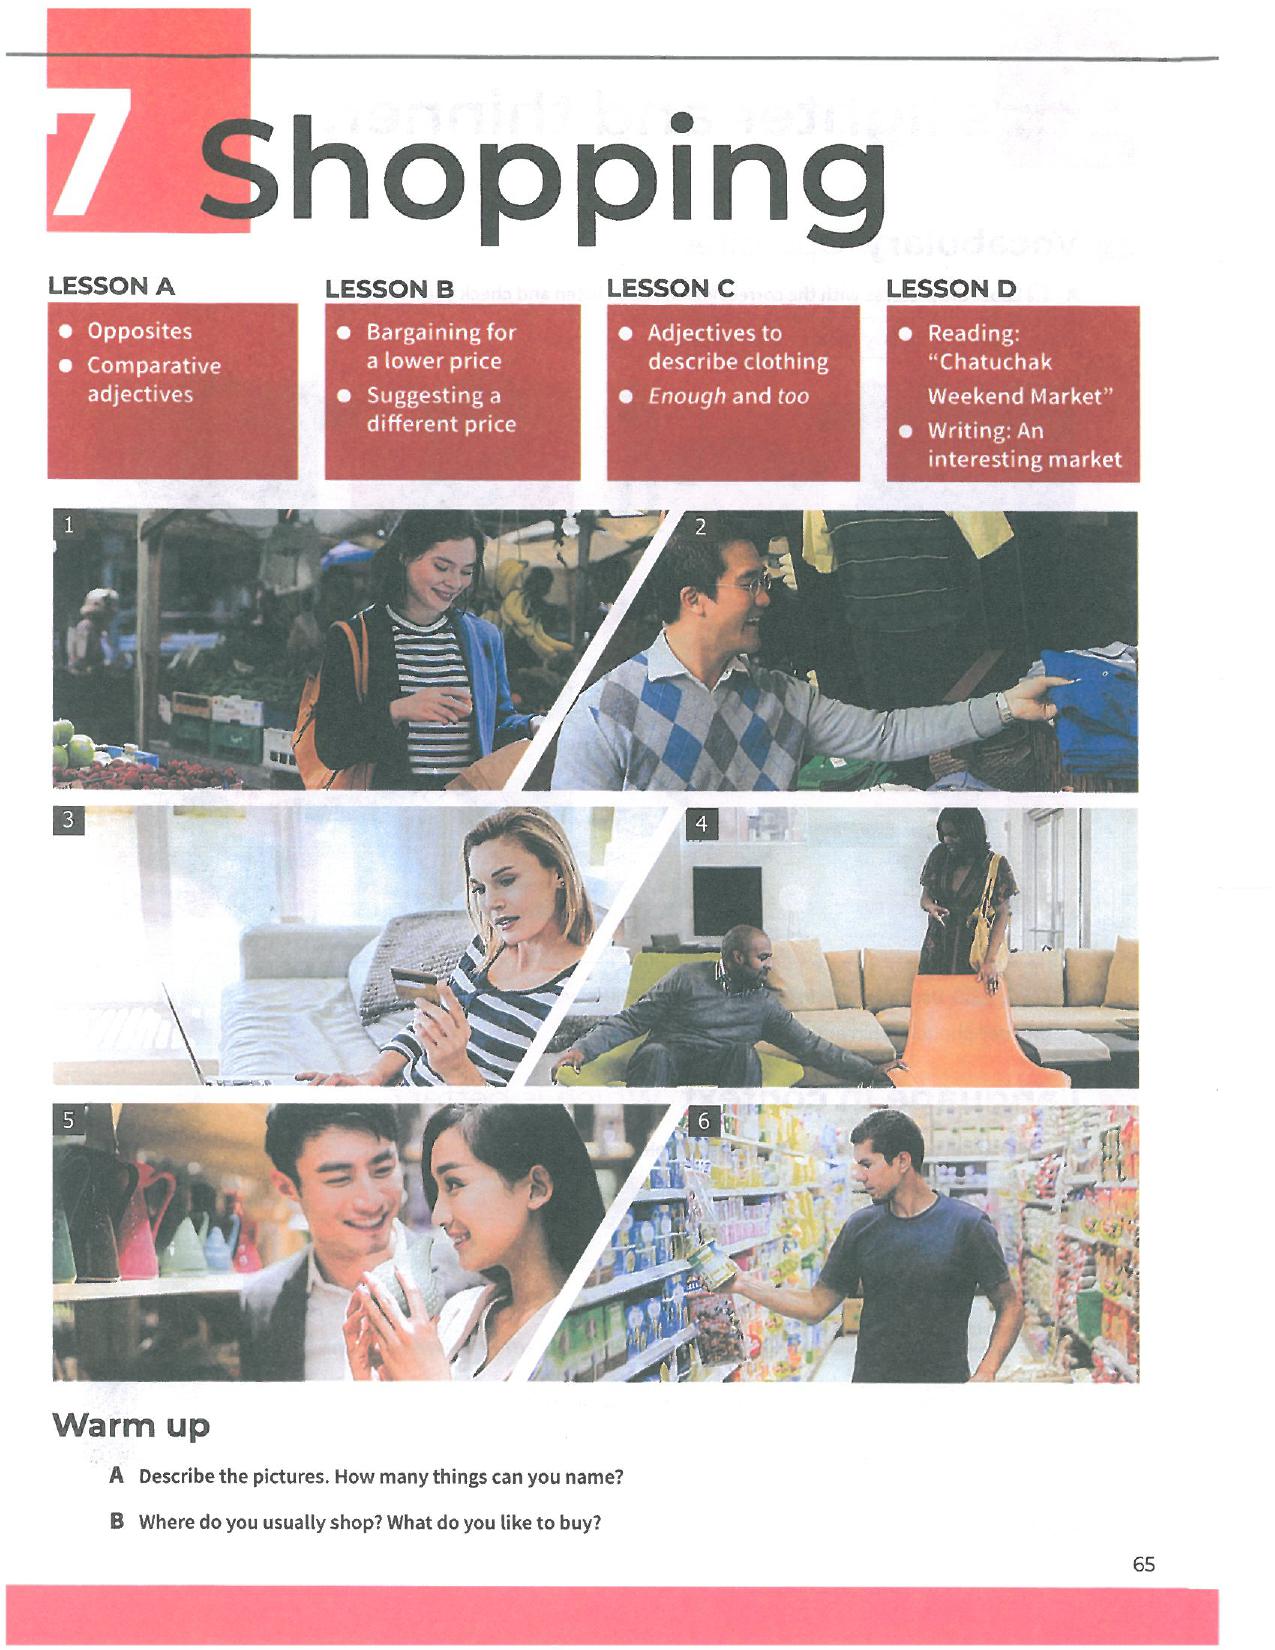 7 Shopping
LESSON A
• Opposites
• Comparative
adjectives
LESSON B
• Bargaining for
a lower price
• Suggesting a
different price
LESSON C
• Adjectives to
describe clothing
• Enough and too
LESSON D
• Reading:
“Chatuchak
Weekend Market”
• Writing: An
interesting market
1
2
3
4
5
6
Warm up
A Describe the pictures. How many things can you name?
B Where do you usually shop? What do you like to buy?
65